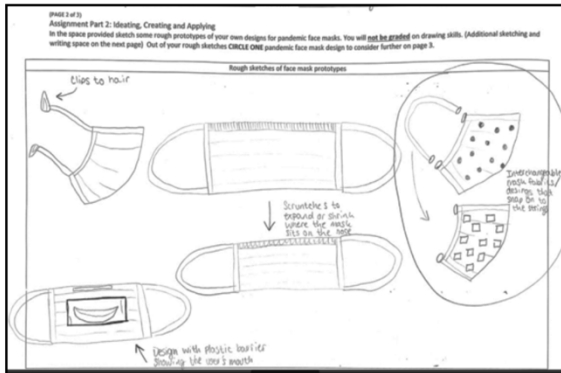 (PAGE 2 of 3)
Assignment Part 2: Ideating, Creating and Applying
In the space provided sketch some rough prototypes of your own designs for pandemic face masks. You will not be graded on drawing skills. (Additional sketching and
writing space on the next page) Out of your rough sketches CIRCLE ONE pandemic face mask design to consider further on page 3.
Rough sketches of face mask prototypes
Clips to hair
Scrunches to
expand or shrink
where the mask
sits on the nose
Interchangeable
mask fabrics/
designs that
snap on to
the strings
Design with plastic barrier
showing the user's mouth